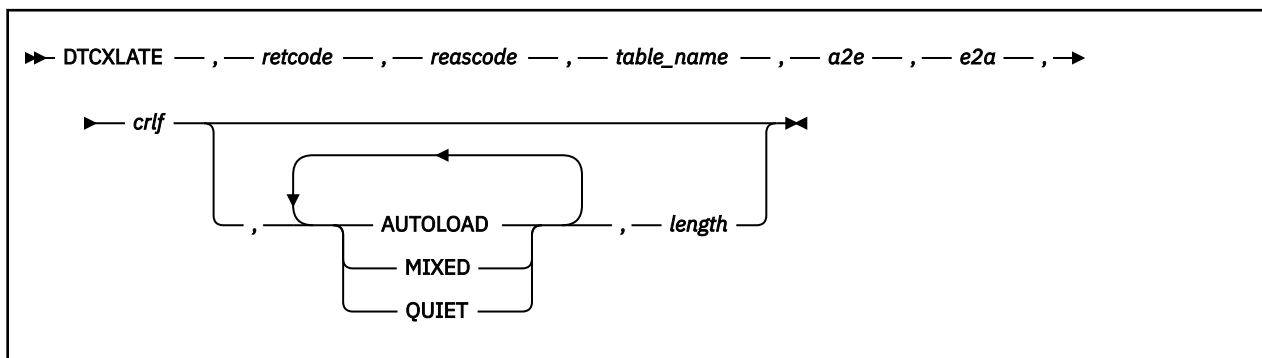 DTCXLATE , retcode , reascode , table_name , a2e , e2a ,
crlf
, AUTOLOAD , length
MIXED
QUIET